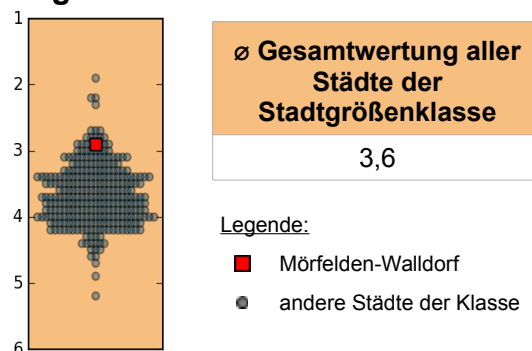 1
2
3
4
5
6
⌀ Gesamtwertung aller
Städte der
Stadtgrößenklasse
3,6
Legende:
Mörfelden-Walldorf
andere Städte der Klasse